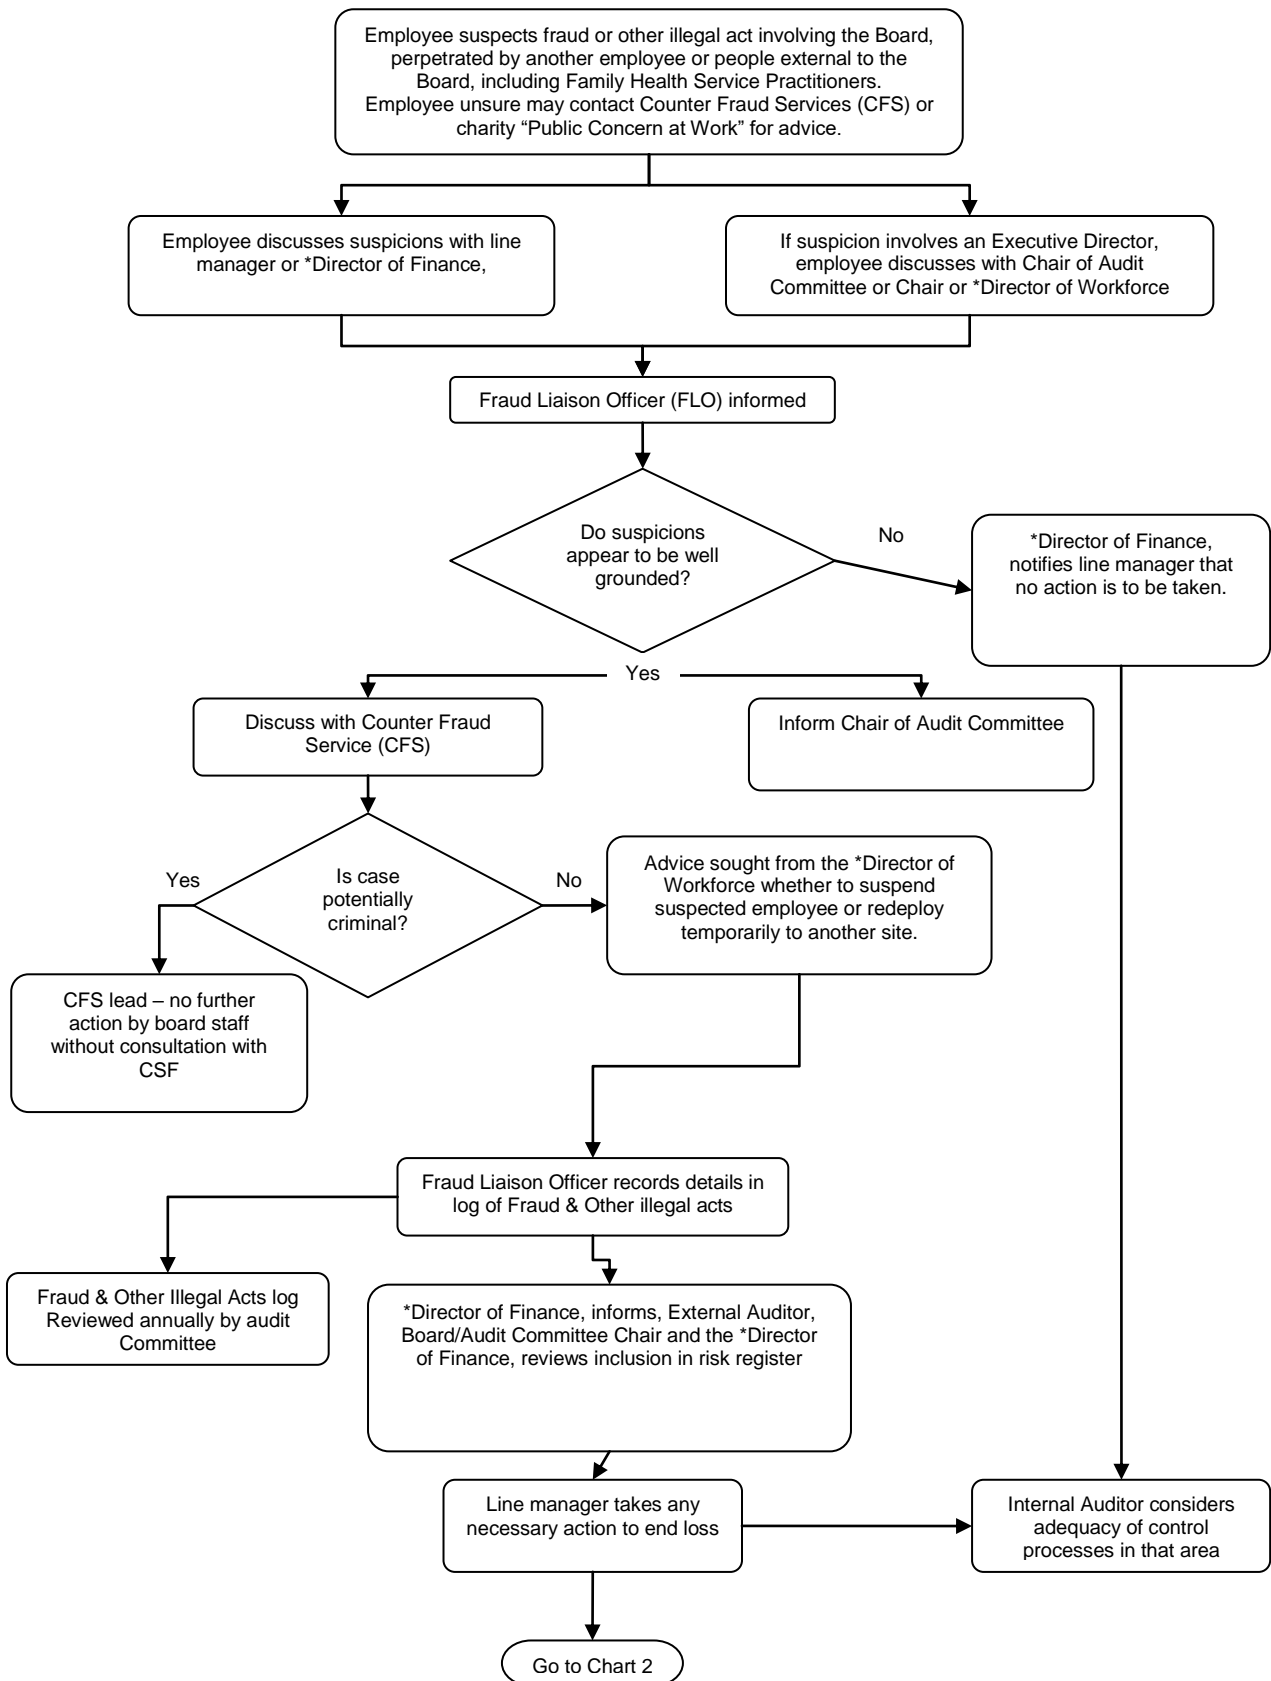 Employee suspects fraud or other illegal act involving the Board,
perpetrated by another employee or people external to the
Board, including Family Health Service Practitioners.
Employee unsure may contact Counter Fraud Services (CFS) or
charity “Public Concern at Work” for advice.
Employee discusses suspicions with line
manager or *Director of Finance,
If suspicion involves an Executive Director,
employee discusses with Chair of Audit
Committee or Chair or *Director of Workforce
Fraud Liaison Officer (FLO) informed
Do suspicions
appear to be well
grounded?
No
*Director of Finance,
notifies line manager that
no action is to be taken.
Yes
Discuss with Counter Fraud
Service (CFS)
Inform Chair of Audit Committee
Yes
Is case
potentially
criminal?
No
Advice sought from the *Director of
Workforce whether to suspend
suspected employee or redeploy
temporarily to another site.
CFS lead – no further
action by board staff
without consultation with
CSF
Fraud Liaison Officer records details in
log of Fraud & Other illegal acts
Fraud & Other Illegal Acts log
Reviewed annually by audit
Committee
*Director of Finance, informs, External Auditor,
Board/Audit Committee Chair and the *Director
of Finance, reviews inclusion in risk register
Line manager takes any
necessary action to end loss
Internal Auditor considers
adequacy of control
processes in that area
Go to Chart 2